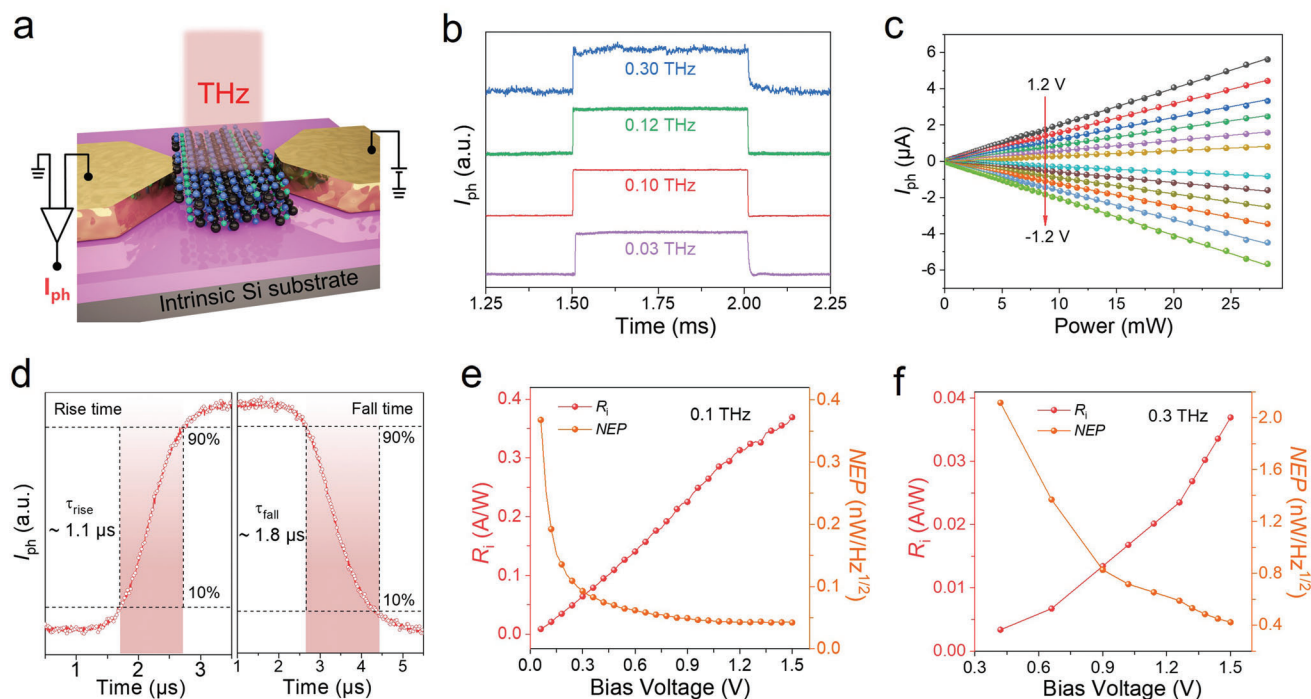 a
THz
I_ph
Intrinsic Si substrate
b
I_ph (a.u.)
0.30 THz
0.12 THz
0.10 THz
0.03 THz
1.25 1.50 1.75 2.00 2.25
Time (ms)
c
I_ph (µA)
6
4
2
0
-2
-4
-6
1.2 V
-1.2 V
0 5 10 15 20 25
Power (mW)
d
I_ph (a.u.)
Rise time
90%
τ_rise
~ 1.1 µs
10%
1 2 3
Time (µs)
Fall time
90%
τ_fall
~ 1.8 µs
10%
1 2 3 4 5
Time (µs)
e
R_i (A/W)
0.4
0.3
0.2
0.1
0.0
R_i
NEP
0.1 THz
0.4
0.3
0.2
0.1
0.0
NEP (nW/Hz^1/2)
0.0 0.3 0.6 0.9 1.2 1.5
Bias Voltage (V)
f
R_i (A/W)
0.04
0.03
0.02
0.01
0.00
R_i
NEP
0.3 THz
2.0
1.6
1.2
0.8
0.4
NEP (nW/Hz^1/2)
0.3 0.6 0.9 1.2 1.5
Bias Voltage (V)